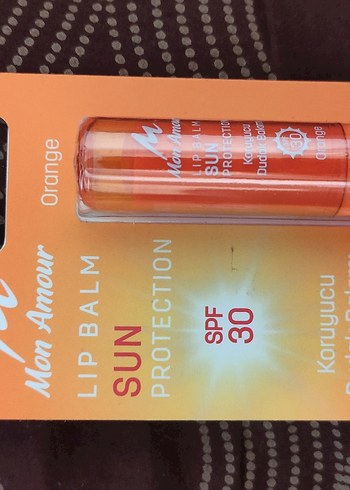 Orange
Mon Amour
LIP BALM
SUN
PROTECTION
SPF
30
Koruyucu
Mon Amour
LIP BALM
SUN
PROTECTION
Koruyucu
Dudak Balmı
30
Orange